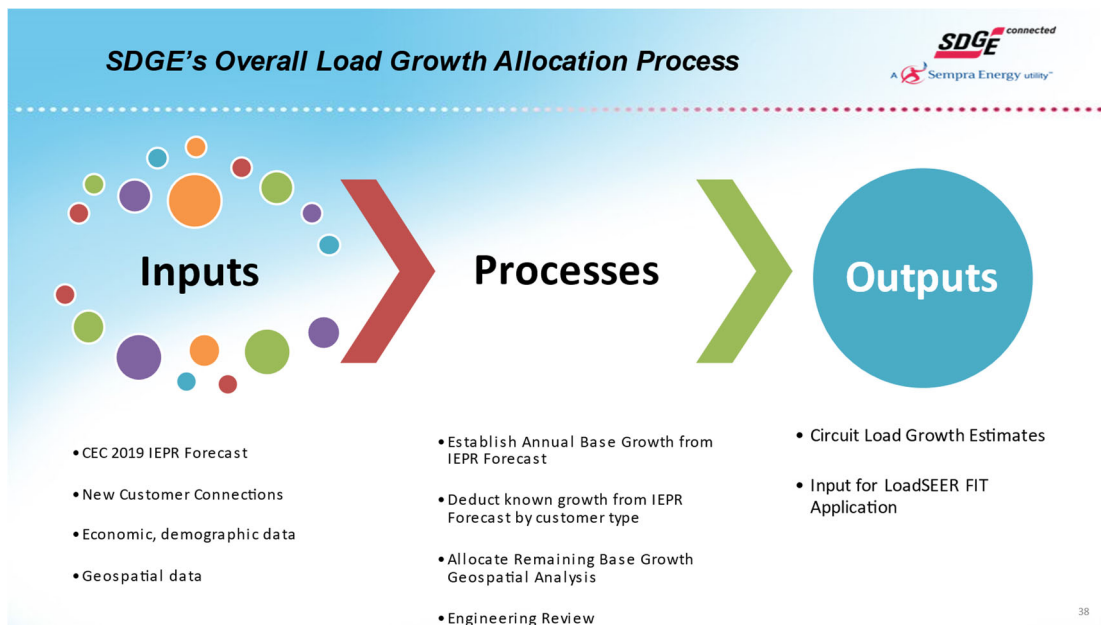 SDGE's Overall Load Growth Allocation Process
SDGE connected
A Sempra Energy utility™
Inputs
Processes
Outputs
• CEC 2019 IEPR Forecast
• New Customer Connections
• Economic, demographic data
• Geospatial data
• Establish Annual Base Growth from
IEPR Forecast
• Deduct known growth from IEPR
Forecast by customer type
• Allocate Remaining Base Growth
Geospatial Analysis
• Engineering Review
• Circuit Load Growth Estimates
• Input for LoadSEER FIT
Application
38